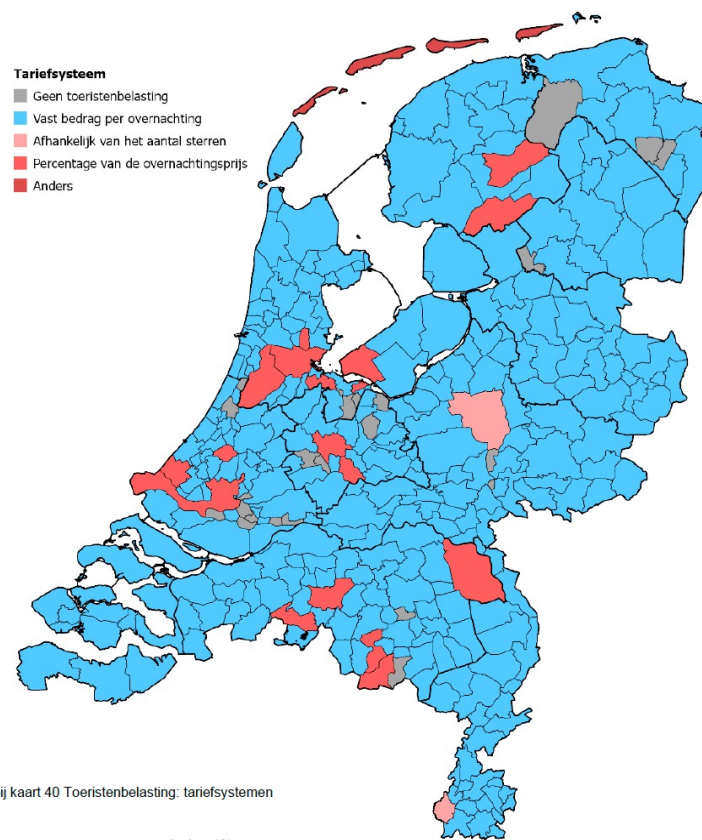 Tariefsysteem
Geen toeristenbelasting
Vast bedrag per overnachting
Afhankelijk van het aantal sterren
Percentage van de overnachtingsprijs
Anders
ij kaart 40 Toeristenbelasting: tariefsystemen